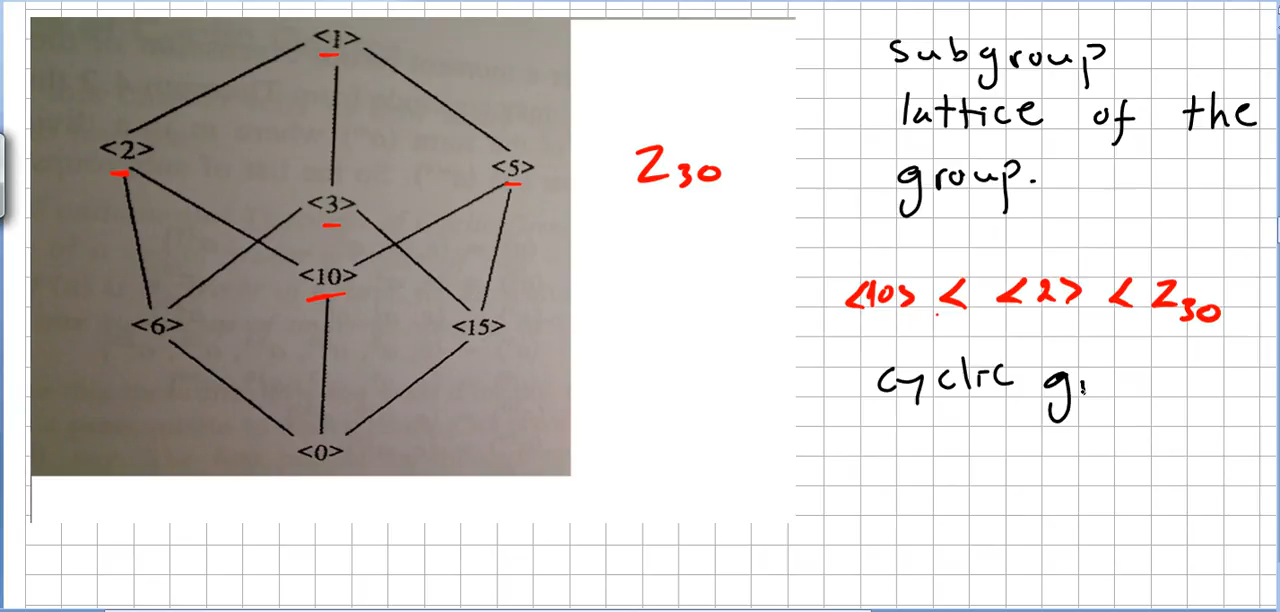 <1>
<2>
<5>
<3>
<10>
<6>
<15>
<0>
Z30
subgroup
lattice of the
group.
<10> < <2> < Z30
cyclic g